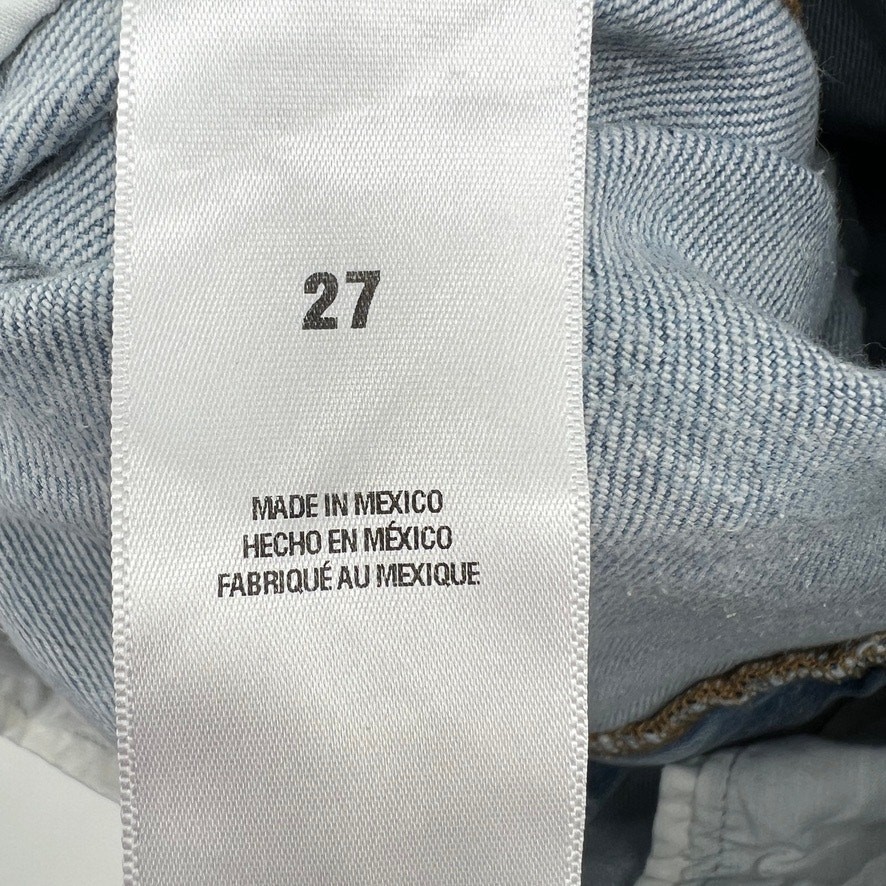 27
MADE IN MEXICO
HECHO EN MÉXICO
FABRIQUÉ AU MEXIQUE